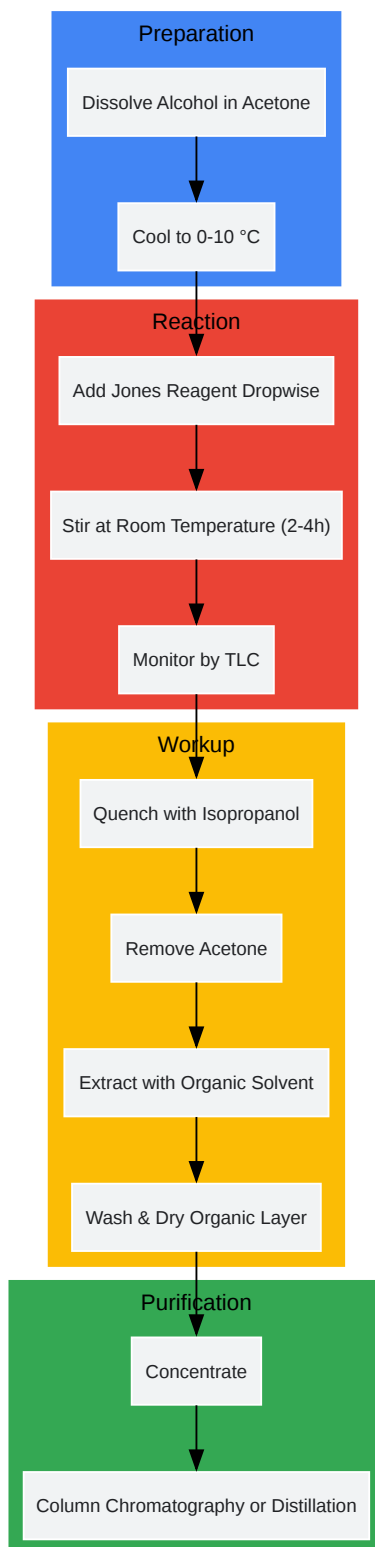 Preparation
Dissolve Alcohol in Acetone
Cool to 0-10 °C
Reaction
Add Jones Reagent Dropwise
Stir at Room Temperature (2-4h)
Monitor by TLC
Workup
Quench with Isopropanol
Remove Acetone
Extract with Organic Solvent
Wash & Dry Organic Layer
Purification
Concentrate
Column Chromatography or Distillation